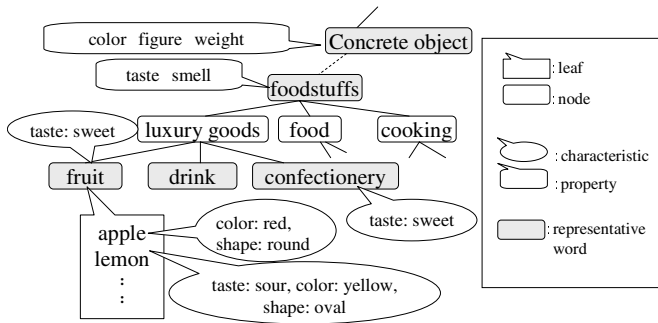 color figure weight
Concrete object
taste smell
foodstuffs
taste: sweet
luxury goods
food
cooking
fruit
drink
confectionery
taste: sweet
apple
lemon
:
:
color: red,
shape: round
taste: sour, color: yellow,
shape: oval
: leaf
: node
: characteristic
: property
: representative
word